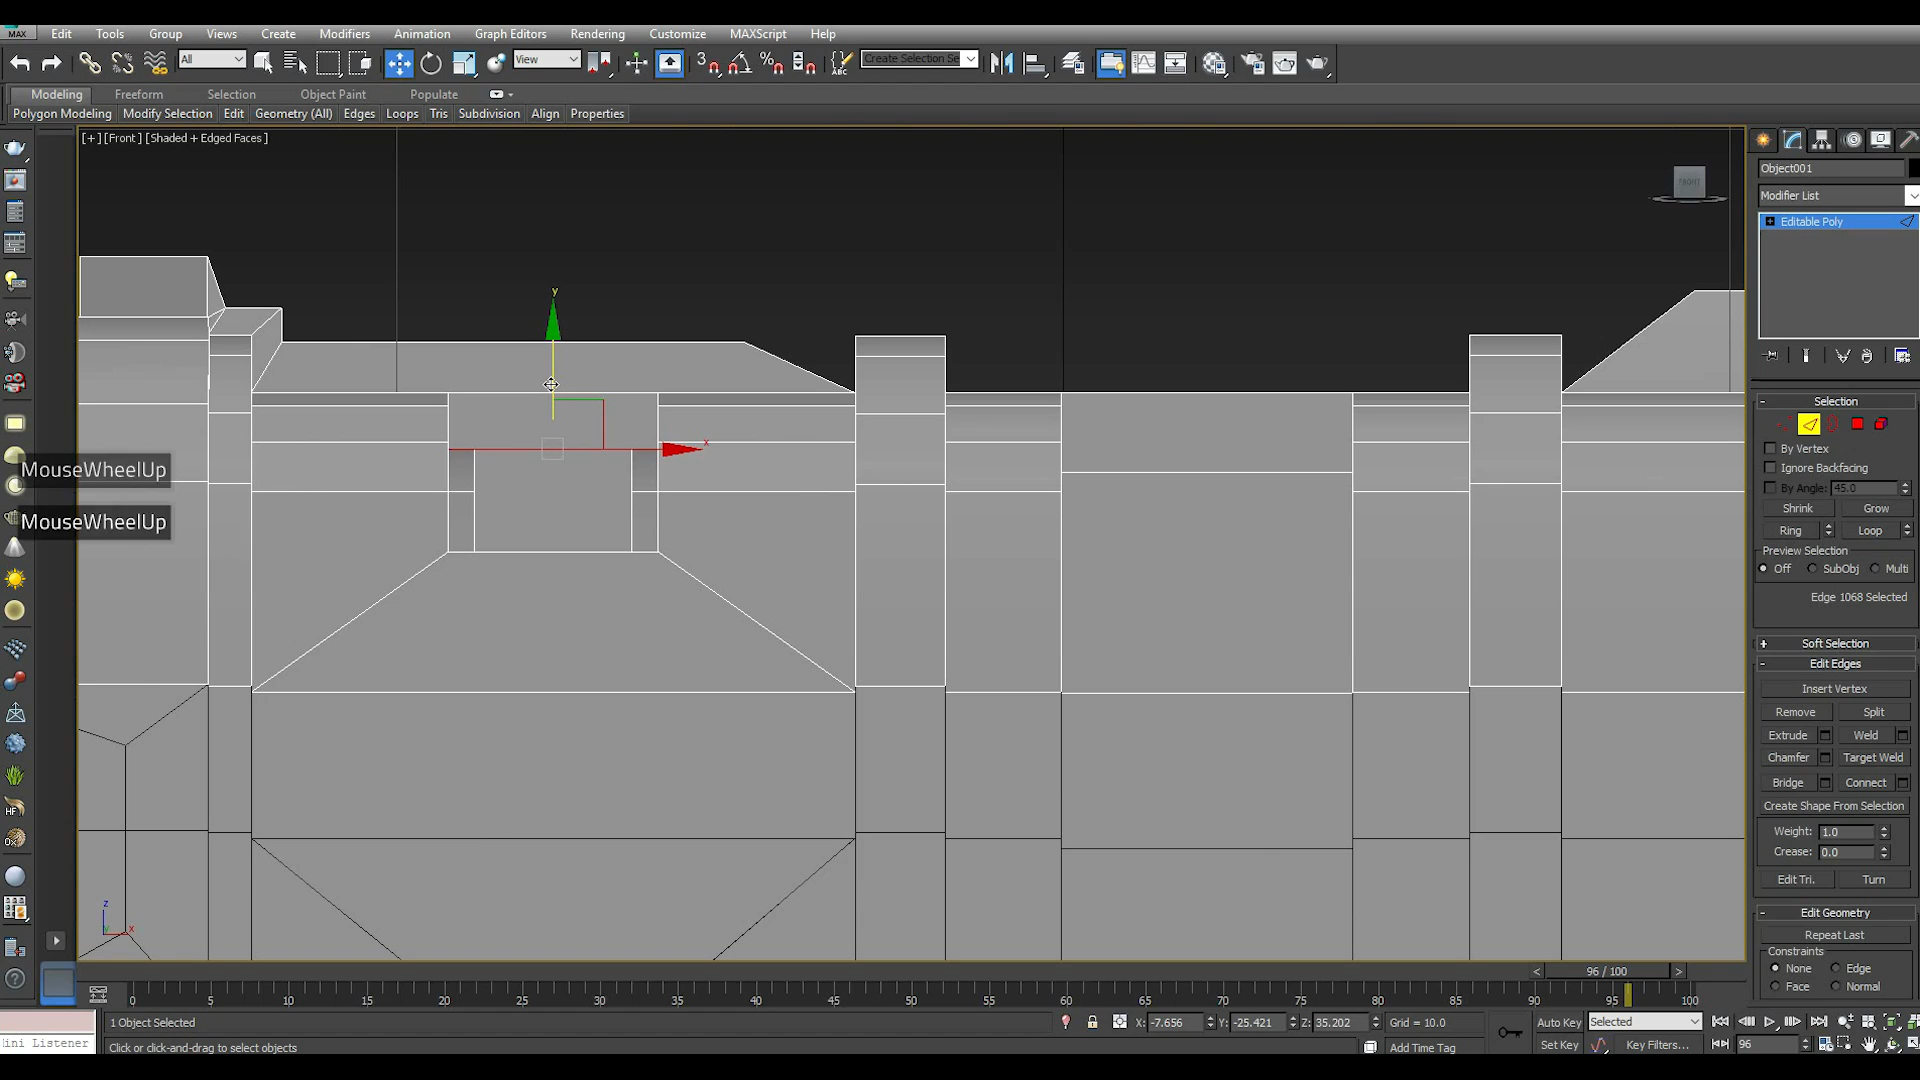 MAX Edit Tools Group Views Create Modifiers Animation Graph Editors Rendering Customize MAXScript Help
All View Create Selection Se
3 ABC
Modeling Freeform Selection Object Paint Populate
Polygon Modeling Modify Selection Edit Geometry (All) Edges Loops Tris Subdivision Align Properties
[+] [Front] [Shaded + Edged Faces ]
FRONT
y
x
MouseWheelUp
MouseWheelUp
z
x
HF
Object001
Modifier List
Editable Poly
Selection
By Vertex
Ignore Backfacing
By Angle: 45.0
Shrink Grow
Ring Loop
Preview Selection
Off SubObj Multi
Edge 1068 Selected
Soft Selection
Edit Edges
Insert Vertex
Remove Split
Extrude Weld
Chamfer Target Weld
Bridge Connect
Create Shape From Selection
Weight: 1.0
Crease: 0.0
Edit Tri. Turn
Edit Geometry
Repeat Last
Constraints
None Edge
Face Normal
< 96 / 100 >
0 5 10 15 20 25 30 35 40 45 50 55 60 65 70 75 80 85 90 95 100
1 Object Selected X: -7.656 Y: -25.421 Z: 35.202 Grid = 10.0 Auto Key Selected
ini Listener Click or click-and-drag to select objects Add Time Tag Set Key Key Filters... 96